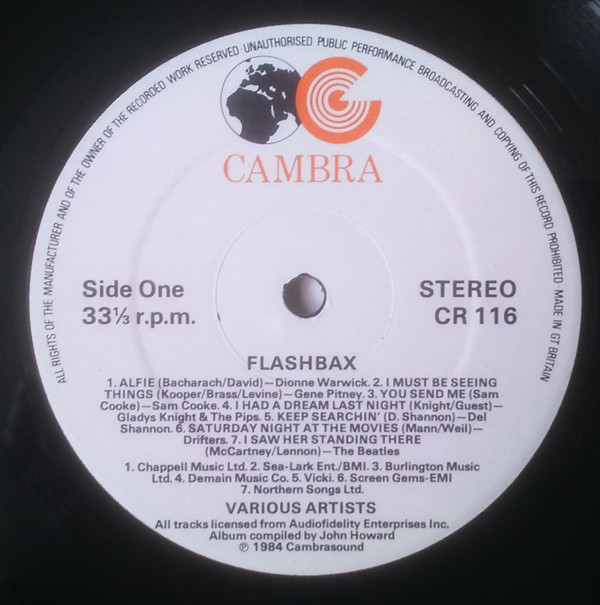 ALL RIGHTS OF THE MANUFACTURER AND OF THE OWNER OF THE RECORDED WORK RESERVED UNAUTHORISED PUBLIC PERFORMANCE BROADCASTING AND COPYING OF THIS RECORD PROHIBITED MADE IN GT BRITAIN
CAMBRA
Side One
33⅓ r.p.m.
STEREO
CR 116
FLASHBAX
1. ALFIE (Bacharach/David)—Dionne Warwick. 2. I MUST BE SEEING
THINGS (Kooper/Brass/Levine)—Gene Pitney. 3. YOU SEND ME (Sam
Cooke)—Sam Cooke. 4. I HAD A DREAM LAST NIGHT (Knight/Guest)—
Gladys Knight & The Pips. 5. KEEP SEARCHIN' (D. Shannon)—Del
Shannon. 6. SATURDAY NIGHT AT THE MOVIES (Mann/Weil)—
Drifters. 7. I SAW HER STANDING THERE
(McCartney/Lennon)—The Beatles
1. Chappell Music Ltd. 2. Sea-Lark Ent./BMI. 3. Burlington Music
Ltd. 4. Demain Music Co. 5. Vicki. 6. Screen Gems-EMI
7. Northern Songs Ltd.
VARIOUS ARTISTS
All tracks licensed from Audiofidelity Enterprises Inc.
Album compiled by John Howard
℗ 1984 Cambrasound